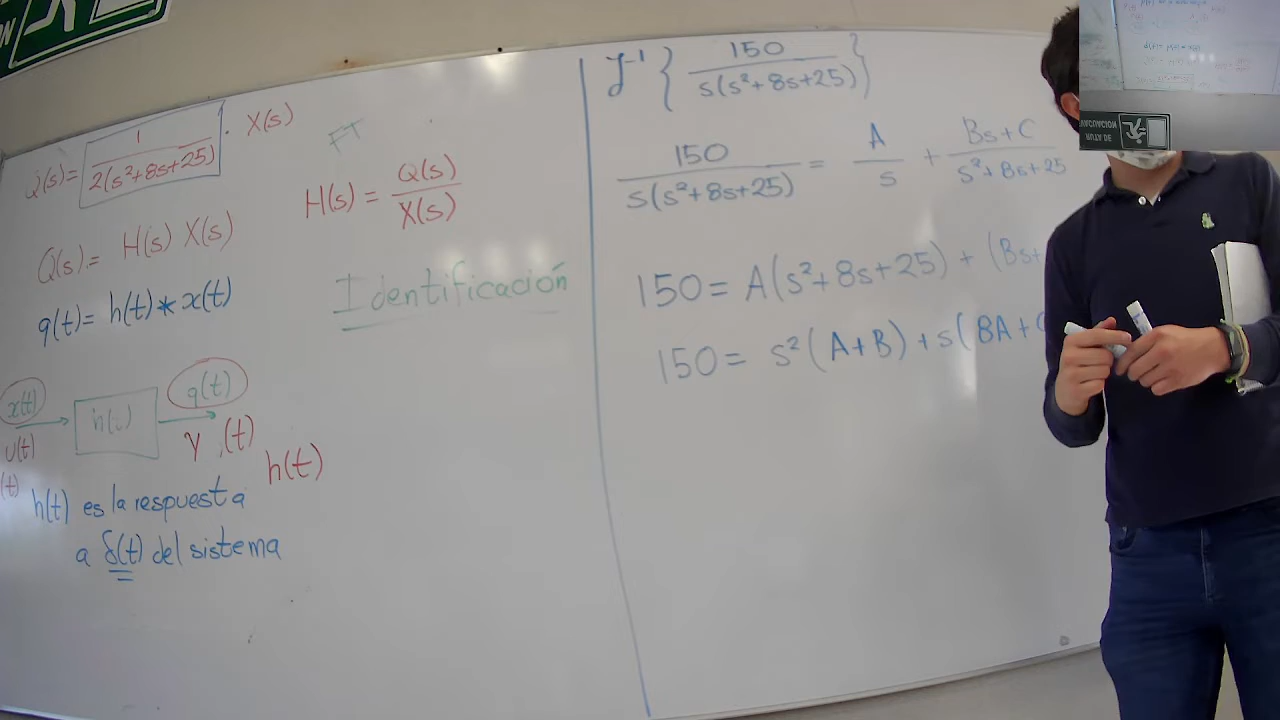 Q(s)= 1/2(s²+8s+25) · X(s)
FT
H(s) = Q(s)/X(s)
Q(s)= H(s) X(s)
q(t)= h(t)*x(t)
Identificación
x(t) h(t) q(t)
U(t) y(t)
(t)
h(t)
h(t) es la respuesta
a δ(t) del sistema
ℒ⁻¹ { 150/s(s²+8s+25) }
150/s(s²+8s+25) = A/s + Bs+C/s²+8s+25
150= A(s²+8s+25) + (Bs+
150= s²(A+B)+s(8A+C